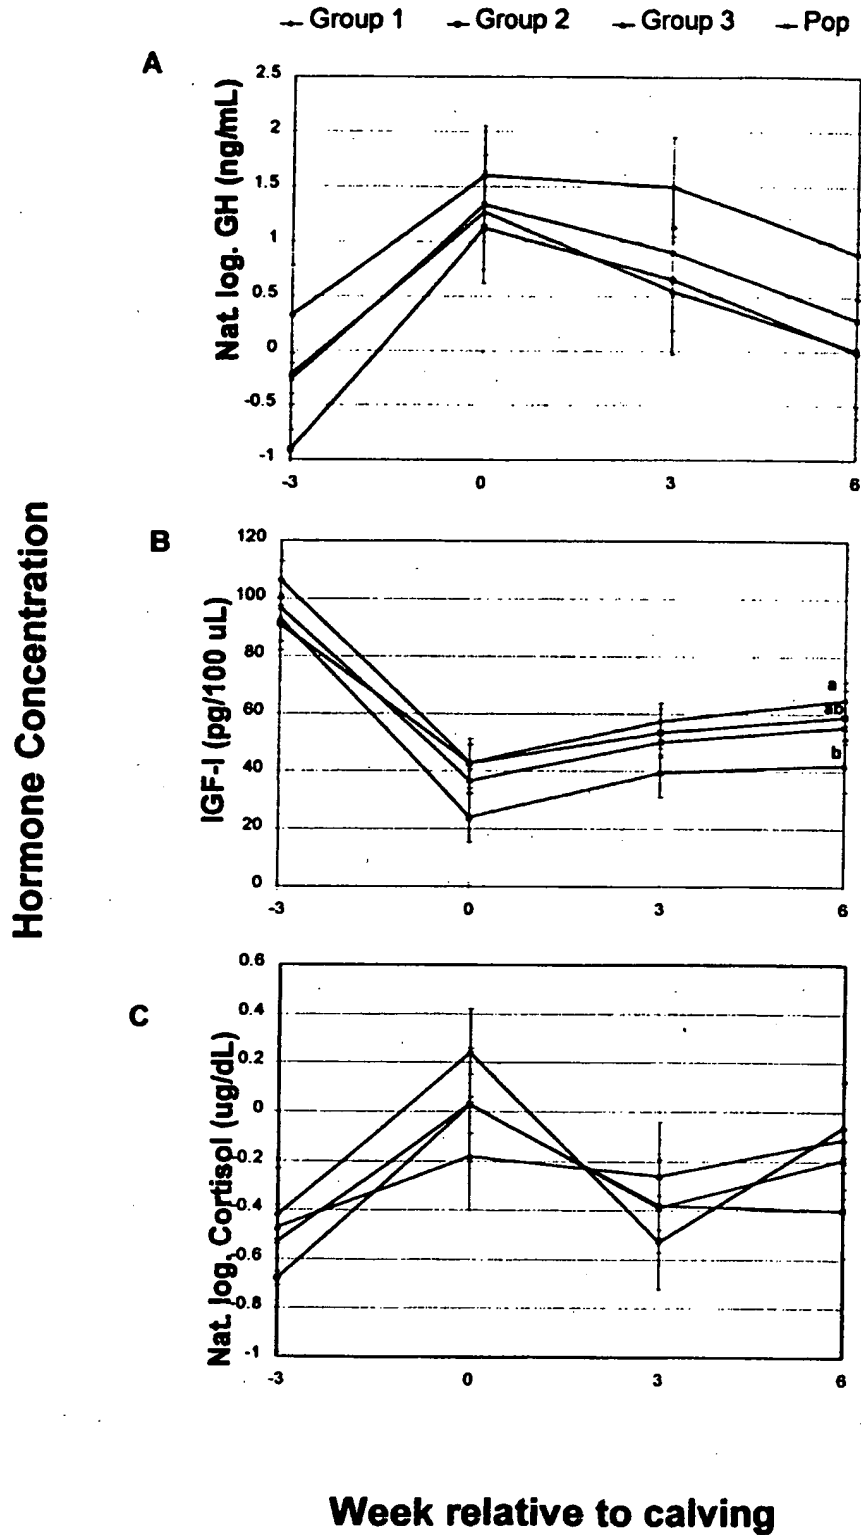 Group 1 Group 2 Group 3 Pop
A
Nat. log. GH (ng/mL)
2.5
2
1.5
1
0.5
0
-0.5
-1
-3 0 3 6
Hormone Concentration
B
IGF-I (pg/100 uL)
120
100
80
60
40
20
0
a
ab
b
-3 0 3 6
C
Nat. log. Cortisol (ug/dL)
0.6
0.4
0.2
0
-0.2
-0.4
-0.6
-0.8
-1
-3 0 3 6
Week relative to calving